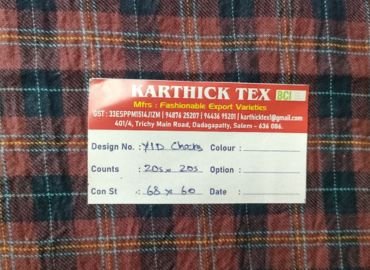 KARTHICK TEX BCI
Mfrs : Fashionable Export Varieties
GST : 33ESPPM1514J1ZM | 94876 25207 | 94436 95201 | karthicktex1@gmail.com
401/4, Trichy Main Road, Dadagapatty, Salem - 636 006.
Design No. : Y/D Checks Colour :
Counts : 20s x 20s Option :
Con St : 68 x 60 Date :